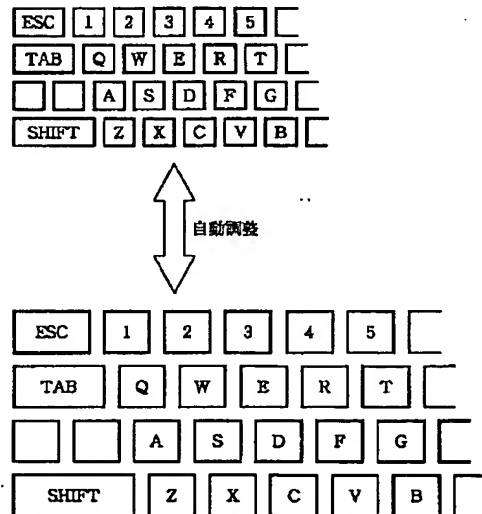 ESC 1 2 3 4 5
TAB Q W E R T
A S D F G
SHIFT Z X C V B
自動調整
ESC 1 2 3 4 5
TAB Q W E R T
A S D F G
SHIFT Z X C V B